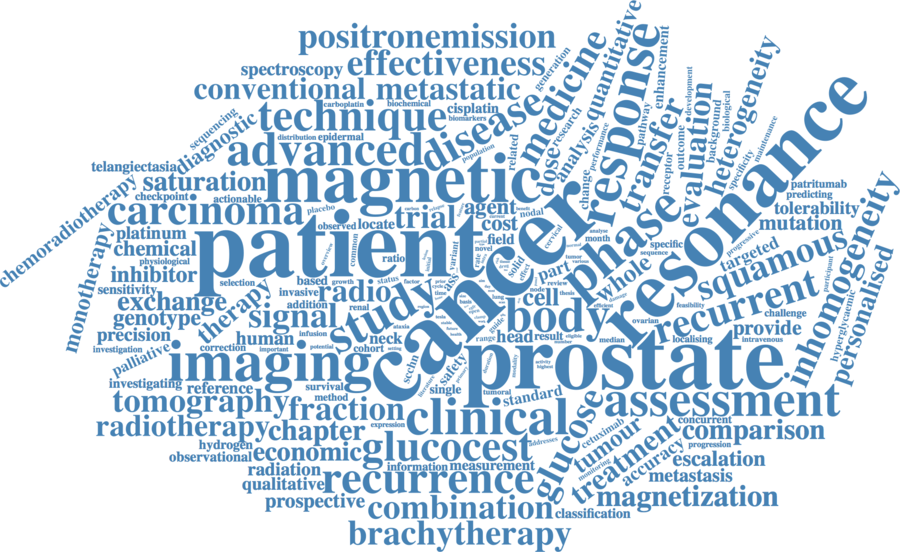 positronemission
spectroscopy
effectiveness
conventional
metastatic
technique
carboplatin
biochemical
cisplatin
biomarkers
distribution
epidermal
advanced
disease
population
generation
medicine
related
dose
research
analysis
quantitative
performance
change
response
pathway
enhancement
transfer
receptor
outcome
evaluation
development
background
biological
heterogeneity
specificity
maintenance
sequencing
diagnostic
telangiectasia
saturation
checkpoint
actionable
magnetic
chemoradiotherapy
carcinoma
placebo
observed
locate
trial
agent
nodal
cost
field
novel
platinum
chemical
physiological
inhibitor
sensitivity
exchange
genotype
precision
investigation
monotherapy
palliative
patient
common
ratio
selection
based
growth
factor
status
invasive
radio
variant
addition
renal
therapy
signal
infusion
human
correction
important
potential
study
ataxia
neck
cohort
cancer
cervical
solid
effect
phase
analyse
month
part
review
whole
specific
sequence
resonance
patritumab
predicting
tolerability
mutation
progressive
targeted
participant
squamous
inhomogeneity
hyperglycaemic
personalised
feasibility
recurrent
challenge
provide
localising
intravenous
ovarian
median
efficient
cell
body
head
result
eligible
range
safety
single
tumoral
standard
modality
activity
highest
prostate
imaging
investigating
reference
survival
method
tomography
fraction
expression
clinical
radiotherapy
chapter
hydrogen
observational
economic
glucocest
addresses
information
measurement
radiation
qualitative
recurrence
prospective
combination
classification
brachytherapy
glucose
cetuximab
tumour
monitoring
treatment
accuracy
assessment
concurrent
comparison
progression
escalation
metastasis
magnetization